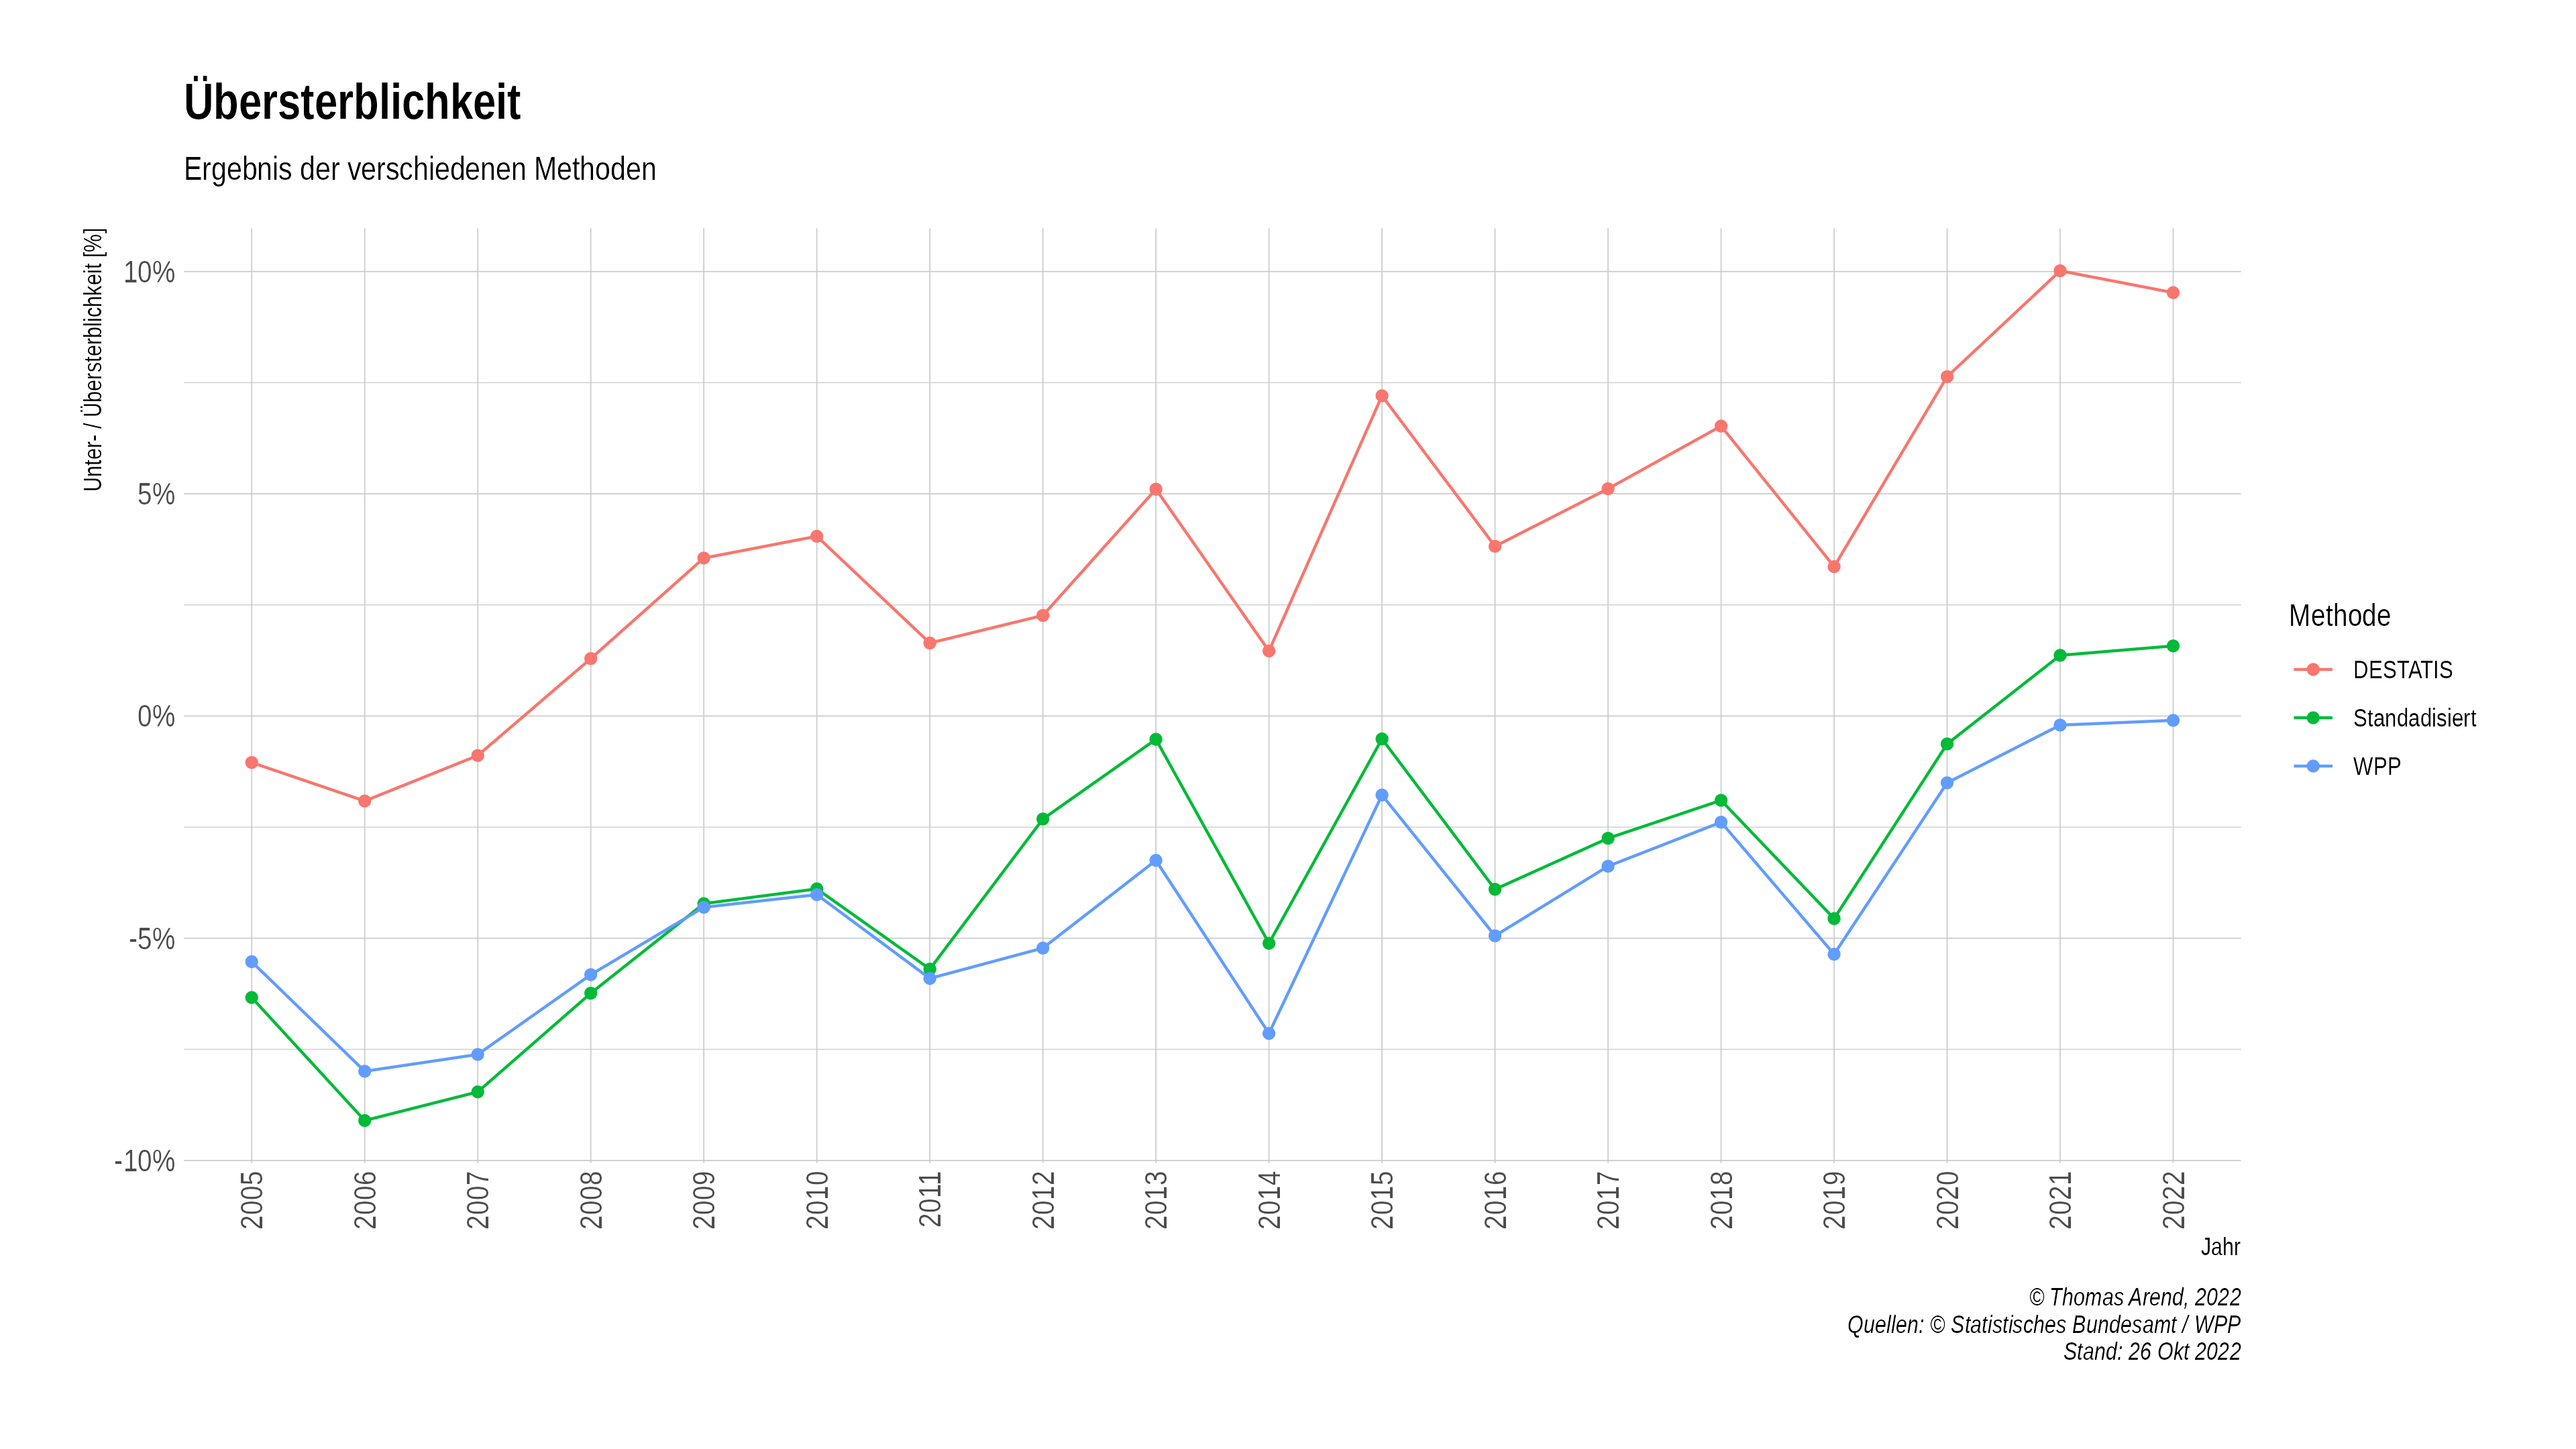 Übersterblichkeit
Ergebnis der verschiedenen Methoden
Unter- / Übersterblichkeit [%]
10%
5%
0%
-5%
-10%
2005
2006
2007
2008
2009
2010
2011
2012
2013
2014
2015
2016
2017
2018
2019
2020
2021
2022
Jahr
Methode
DESTATIS
Standadisiert
WPP
© Thomas Arend, 2022
Quellen: © Statistisches Bundesamt / WPP
Stand: 26 Okt 2022